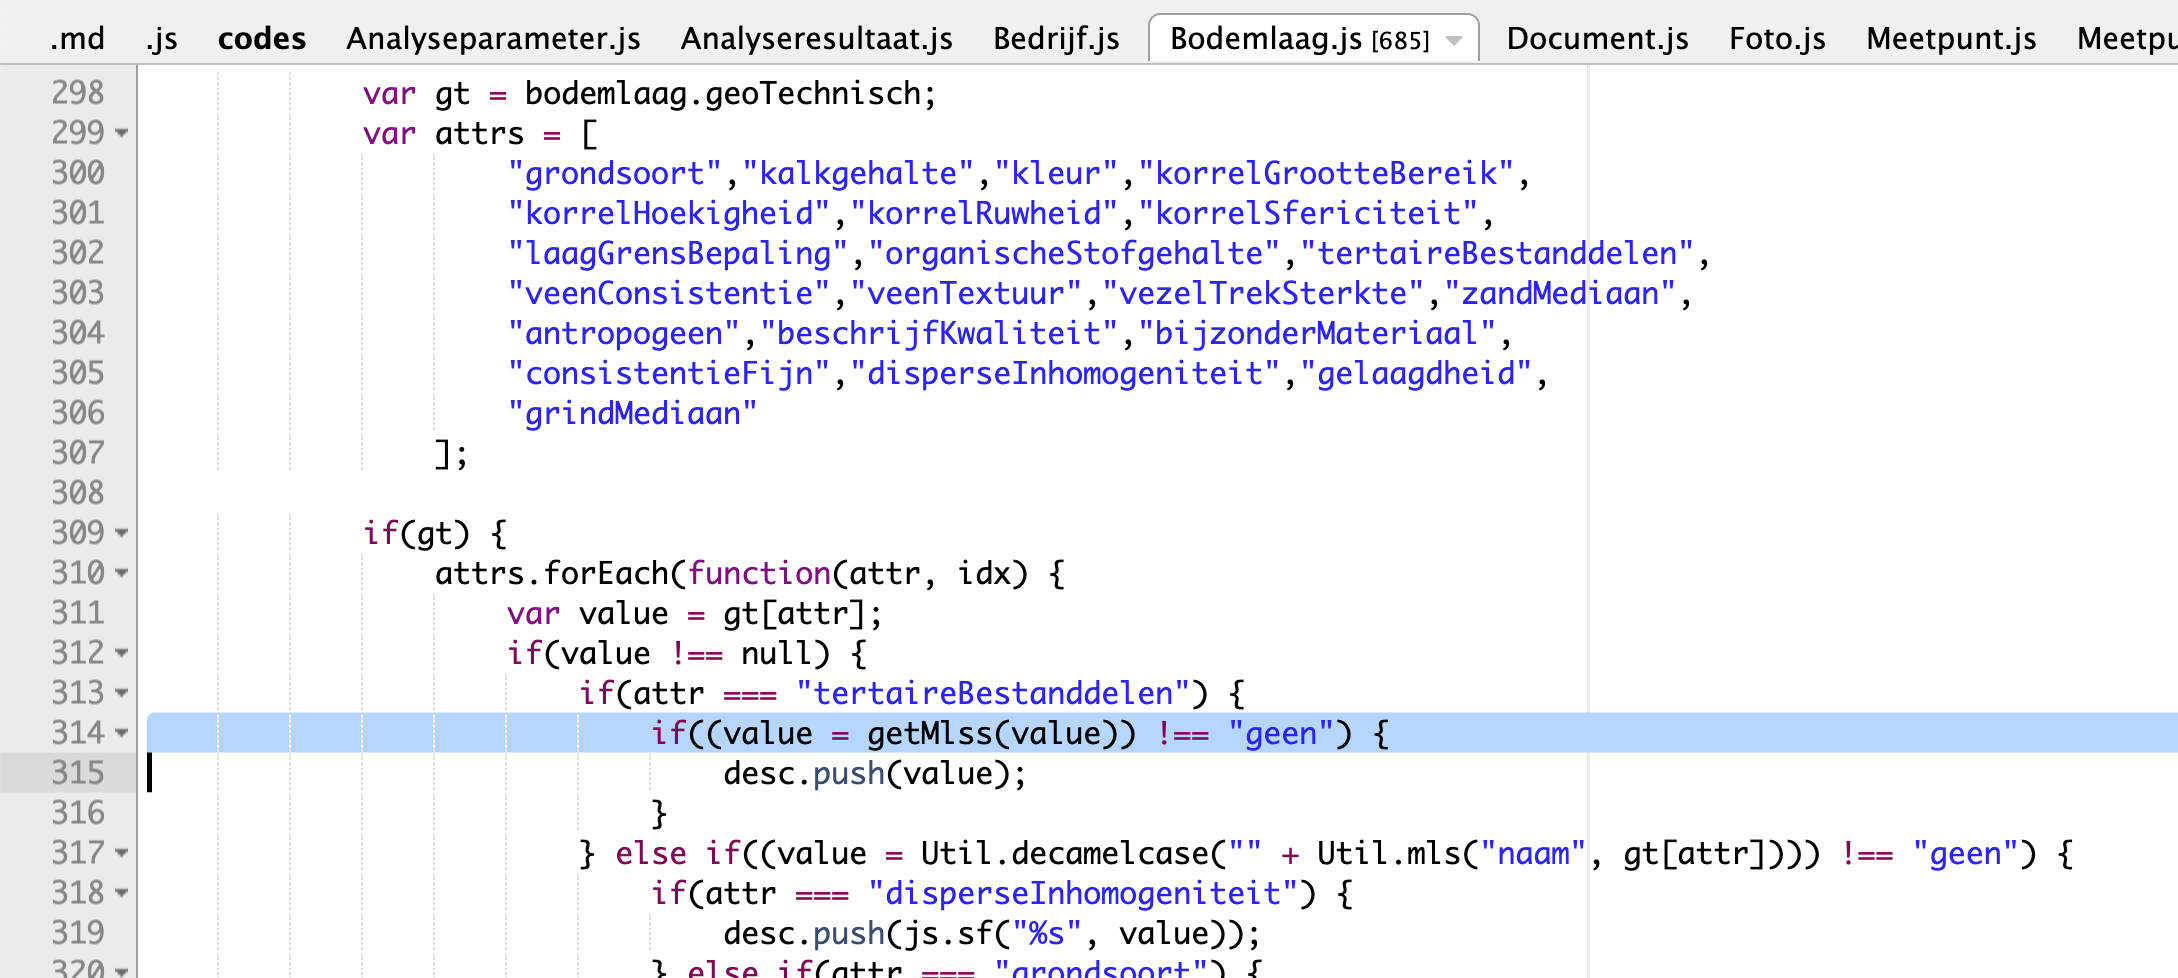 .md .js codes Analyseparameter.js Analyseresultaat.js Bedrijf.js Bodemlaag.js [685] Document.js Foto.js Meetpunt.js Meetpu
298 var gt = bodemlaag.geoTechnisch;
299 var attrs = [
300 "grondsoort","kalkgehalte","kleur","korrelGrootteBereik",
301 "korrelHoekigheid","korrelRuwheid","korrelSfericiteit",
302 "laagGrensBepaling","organischeStofgehalte","tertaireBestanddelen",
303 "veenConsistentie","veenTextuur","vezelTrekSterkte","zandMediaan",
304 "antropogeen","beschrijfKwaliteit","bijzonderMateriaal",
305 "consistentieFijn","disperseInhomogeniteit","gelaagdheid",
306 "grindMediaan"
307 ];
308
309 if(gt) {
310 attrs.forEach(function(attr, idx) {
311 var value = gt[attr];
312 if(value !== null) {
313 if(attr === "tertaireBestanddelen") {
314 if((value = getMlss(value)) !== "geen") {
315 desc.push(value);
316 }
317 } else if((value = Util.decamelcase("" + Util.mls("naam", gt[attr]))) !== "geen") {
318 if(attr === "disperseInhomogeniteit") {
319 desc.push(js.sf("%s", value));
320 } else if(attr === "grondsoort") {